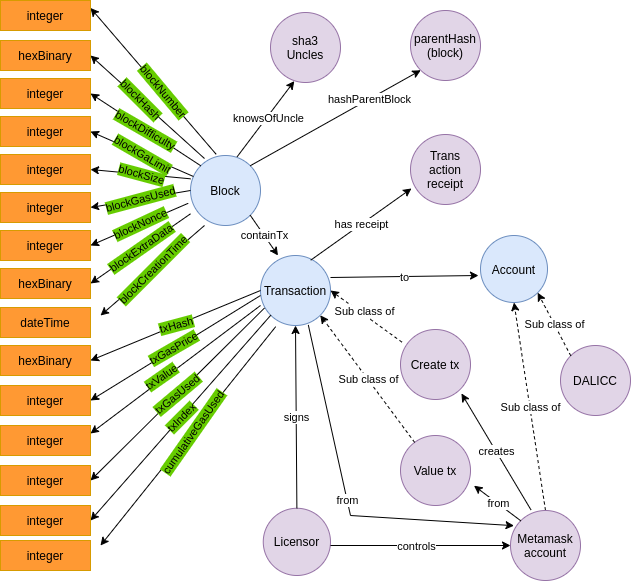 integer
hexBinary
integer
integer
integer
integer
integer
hexBinary
dateTime
hexBinary
integer
integer
integer
integer
integer
blockNumber
blockHash
blockDifficulty
blockGaLimit
blockSize
blockGasUsed
blockNonce
blockExtraData
blockCreationTime
txHash
txGasPrice
txValue
txGasUsed
txIndex
cumulativeGasUsed
sha3
Uncles
parentHash
(block)
knowsOfUncle
hashParentBlock
Block
Trans
action
receipt
containTx
has receipt
Transaction
to
Account
Sub class of
Sub class of
Create tx
Sub class of
DALICC
Sub class of
signs
Value tx
creates
from
from
Licensor
controls
Metamask
account